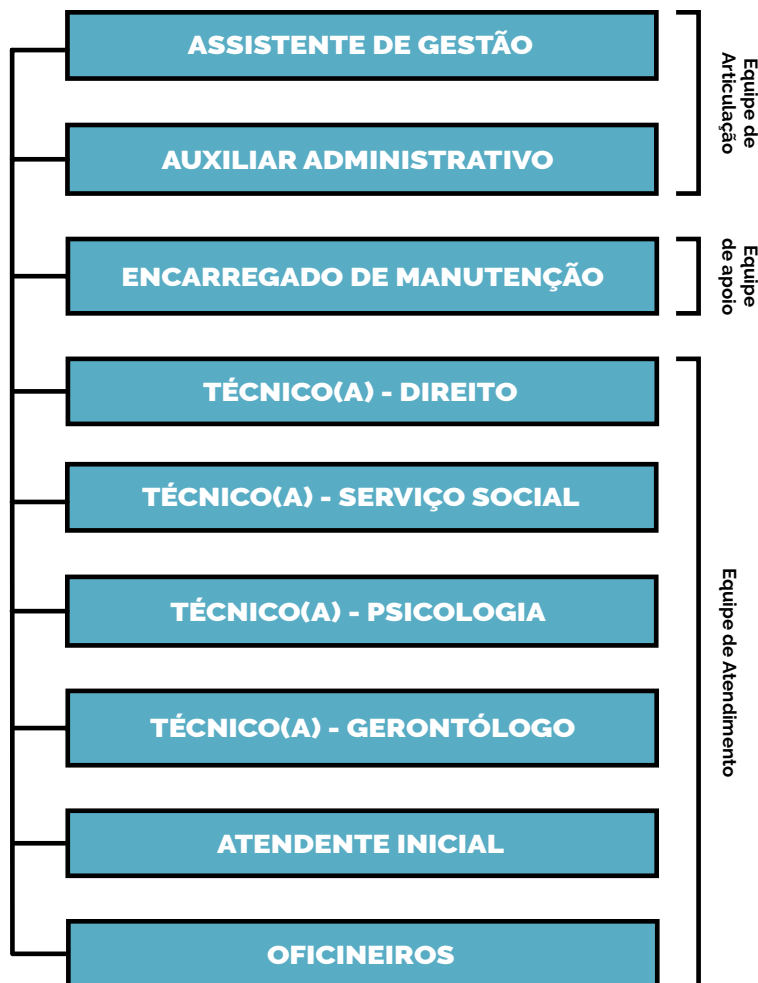 ASSISTENTE DE GESTÃO
AUXILIAR ADMINISTRATIVO
Equipe de
Articulação
ENCARREGADO DE MANUTENÇÃO
Equipe
de apoio
TÉCNICO(A) - DIREITO
TÉCNICO(A) - SERVIÇO SOCIAL
TÉCNICO(A) - PSICOLOGIA
TÉCNICO(A) - GERONTÓLOGO
ATENDENTE INICIAL
OFICINEIROS
Equipe de Atendimento